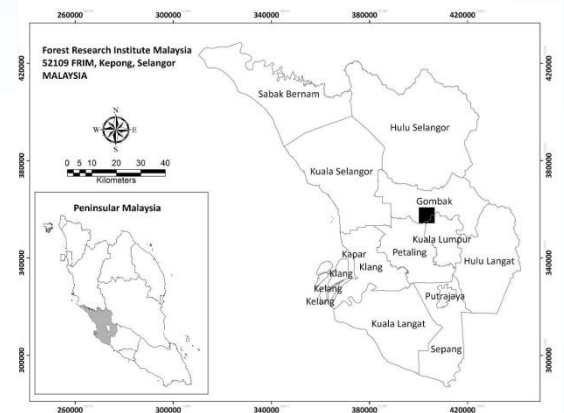 260000 300000 340000 380000 420000
Forest Research Institute Malaysia
52109 FRIM, Kepong, Selangor
MALAYSIA
N
W E
S
0 5 10 20 30 40
Kilometers
Peninsular Malaysia
Sabak Bernam
Hulu Selangor
Kuala Selangor
Gombak
Kuala Lumpur
Kapar
Petaling
Hulu Langat
Klang
Klang
Kelang
Kelang
Putrajaya
Kuala Langat
Sepang
420000
380000
340000
300000
420000
380000
340000
300000
260000 300000 340000 380000 420000